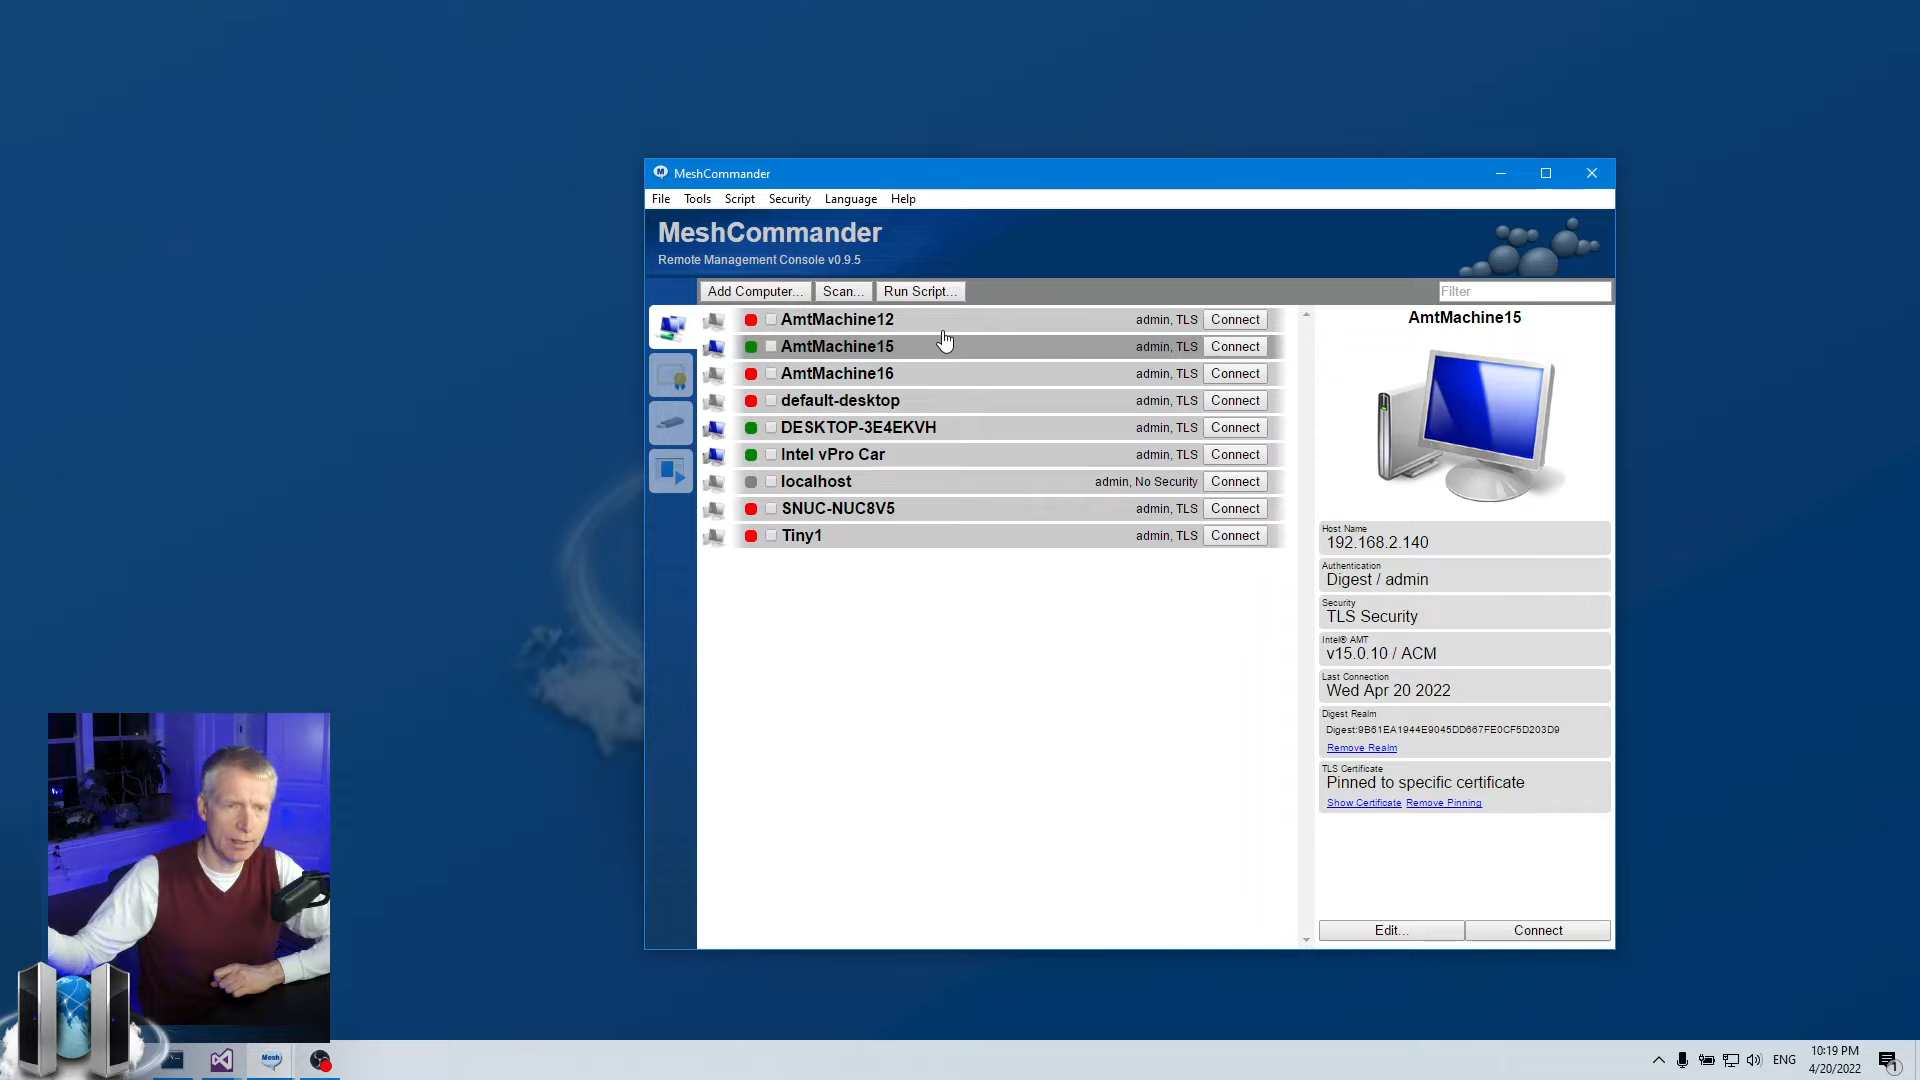 MeshCommander
File Tools Script Security Language Help
MeshCommander
Remote Management Console v0.9.5
Add Computer... Scan... Run Script... Filter
AmtMachine12 admin, TLS Connect
AmtMachine15 admin, TLS Connect
AmtMachine16 admin, TLS Connect
default-desktop admin, TLS Connect
DESKTOP-3E4EKVH admin, TLS Connect
Intel vPro Car admin, TLS Connect
localhost admin, No Security Connect
SNUC-NUC8V5 admin, TLS Connect
Tiny1 admin, TLS Connect
AmtMachine15
Host Name
192.168.2.140
Authentication
Digest / admin
Security
TLS Security
Intel® AMT
v15.0.10 / ACM
Last Connection
Wed Apr 20 2022
Digest Realm
Digest:9B61EA1944E9045DD667FE0CF5D203D9
Remove Realm
TLS Certificate
Pinned to specific certificate
Show Certificate Remove Pinning
Edit... Connect
Mesh
ENG
10:19 PM
4/20/2022
1